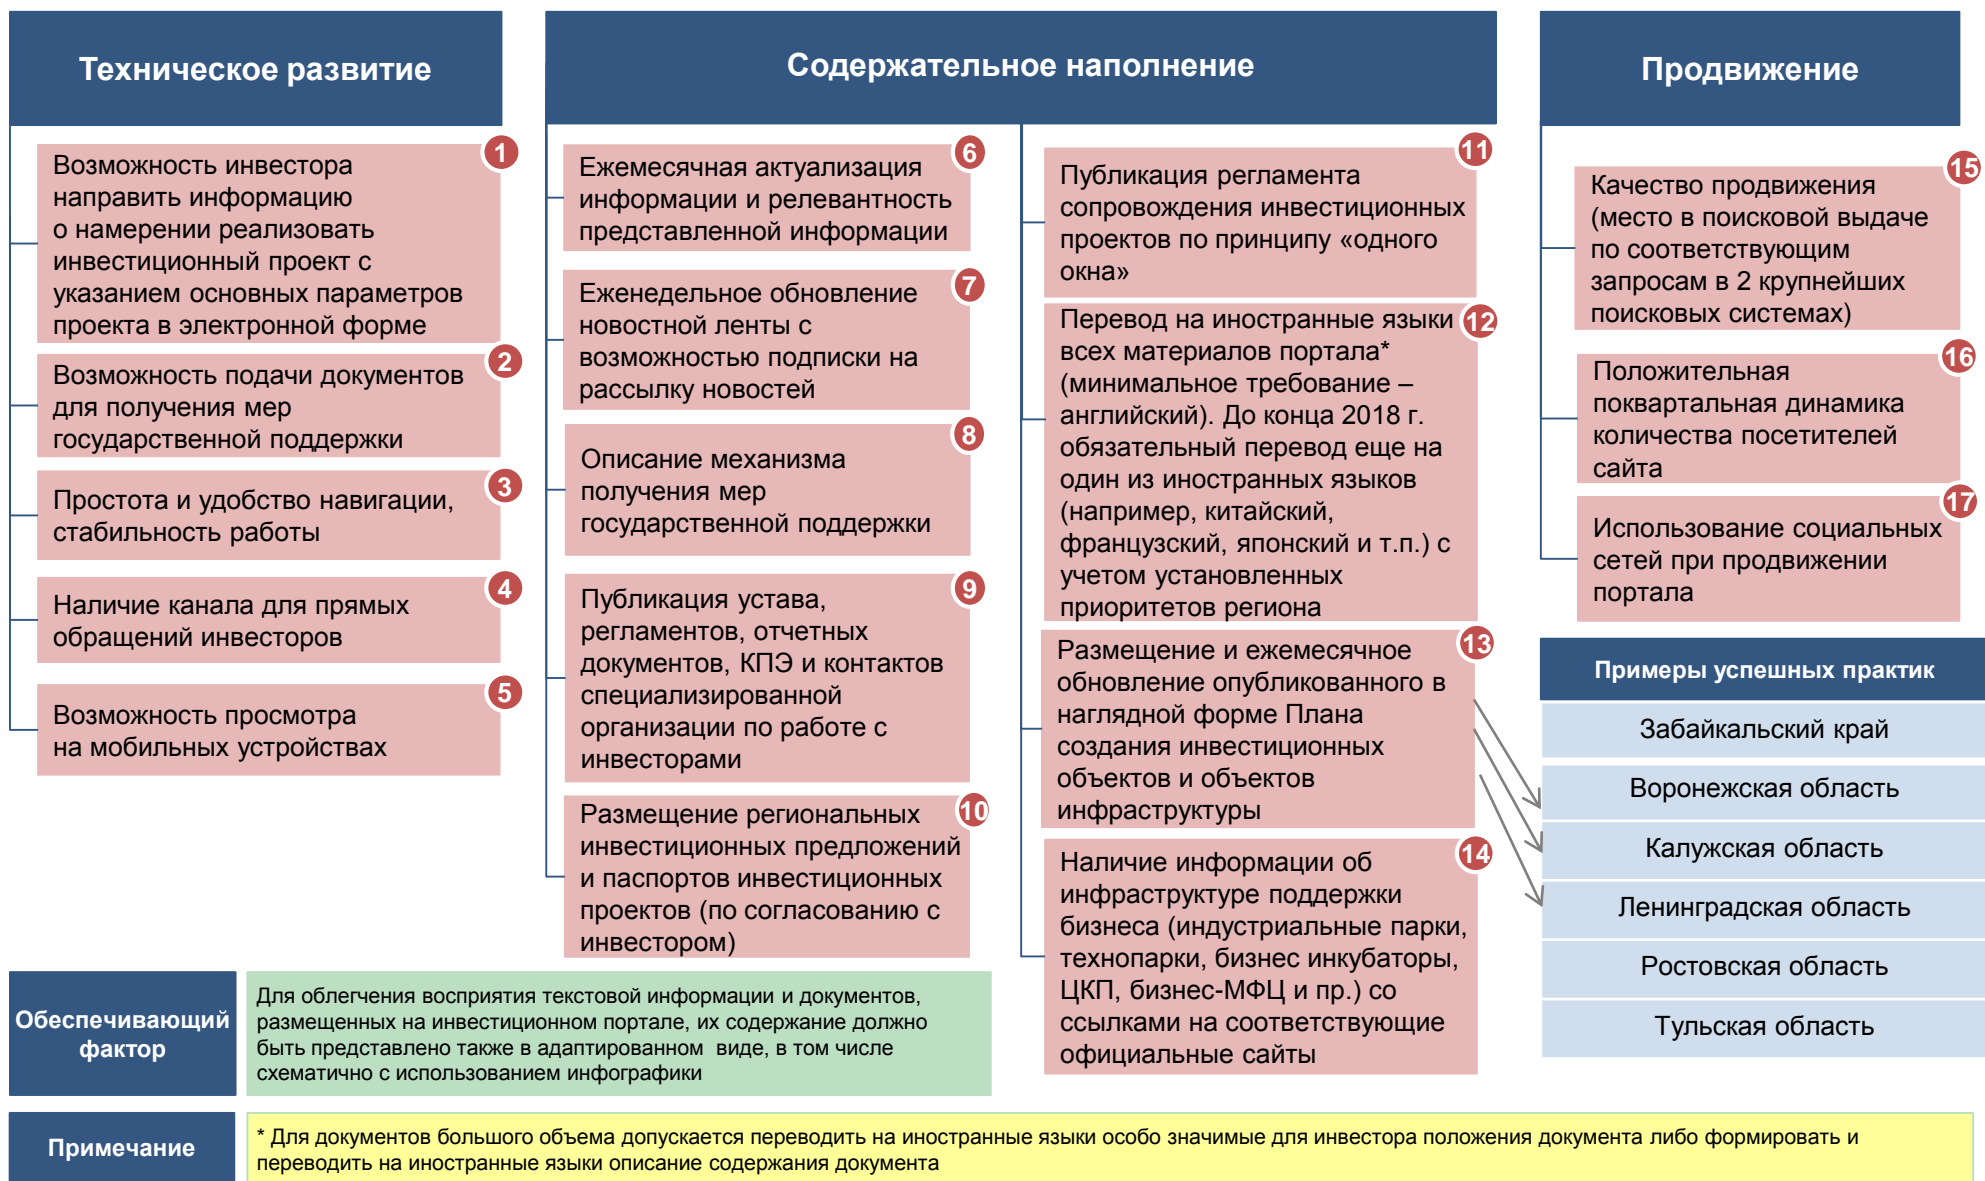 Техническое развитие
1
Возможность инвестора
направить информацию
о намерении реализовать
инвестиционный проект с
указанием основных параметров
проекта в электронной форме
2
Возможность подачи документов
для получения мер
государственной поддержки
3
Простота и удобство навигации,
стабильность работы
4
Наличие канала для прямых
обращений инвесторов
5
Возможность просмотра
на мобильных устройствах
Содержательное наполнение
6
Ежемесячная актуализация
информации и релевантность
представленной информации
7
Еженедельное обновление
новостной ленты с
возможностью подписки на
рассылку новостей
8
Описание механизма
получения мер
государственной поддержки
9
Публикация устава,
регламентов, отчетных
документов, КПЭ и контактов
специализированной
организации по работе с
инвесторами
10
Размещение региональных
инвестиционных предложений
и паспортов инвестиционных
проектов (по согласованию с
инвестором)
11
Публикация регламента
сопровождения инвестиционных
проектов по принципу «одного
окна»
12
Перевод на иностранные языки
всех материалов портала*
(минимальное требование –
английский). До конца 2018 г.
обязательный перевод еще на
один из иностранных языков
(например, китайский,
французский, японский и т.п.) с
учетом установленных
приоритетов региона
13
Размещение и ежемесячное
обновление опубликованного в
наглядной форме Плана
создания инвестиционных
объектов и объектов
инфраструктуры
14
Наличие информации об
инфраструктуре поддержки
бизнеса (индустриальные парки,
технопарки, бизнес инкубаторы,
ЦКП, бизнес-МФЦ и пр.) со
ссылками на соответствующие
официальные сайты
Продвижение
15
Качество продвижения
(место в поисковой выдаче
по соответствующим
запросам в 2 крупнейших
поисковых системах)
16
Положительная
поквартальная динамика
количества посетителей
сайта
17
Использование социальных
сетей при продвижении
портала
Примеры успешных практик
Забайкальский край
Воронежская область
Калужская область
Ленинградская область
Ростовская область
Тульская область
Обеспечивающий
фактор
Для облегчения восприятия текстовой информации и документов,
размещенных на инвестиционном портале, их содержание должно
быть представлено также в адаптированном виде, в том числе
схематично с использованием инфографики
Примечание
* Для документов большого объема допускается переводить на иностранные языки особо значимые для инвестора положения документа либо формировать и
переводить на иностранные языки описание содержания документа